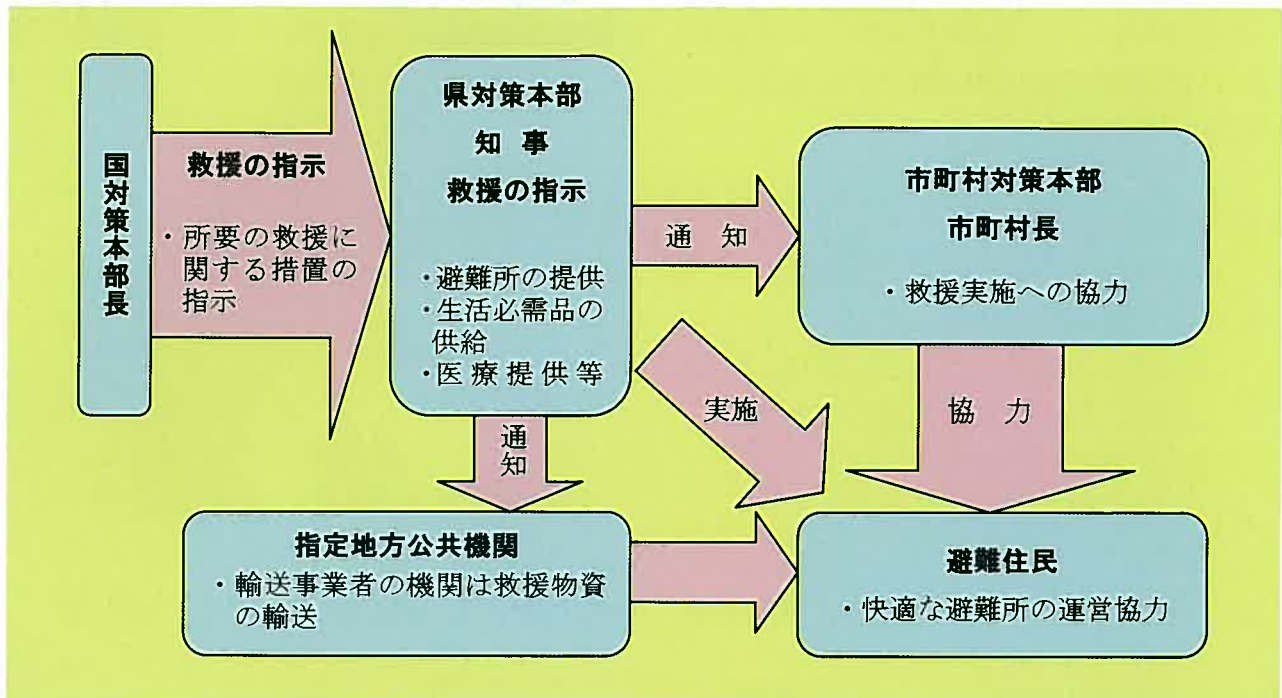 国対策本部長
救援の指示
・所要の救援に
関する措置の
指示
県対策本部
知 事
救援の指示
・避難所の提供
・生活必需品の
供給
・医療提供等
通 知
市町村対策本部
市町村長
・救援実施への協力
通知
実施
協 力
指定地方公共機関
・輸送事業者の機関は救援物資
の輸送
避難住民
・快適な避難所の運営協力